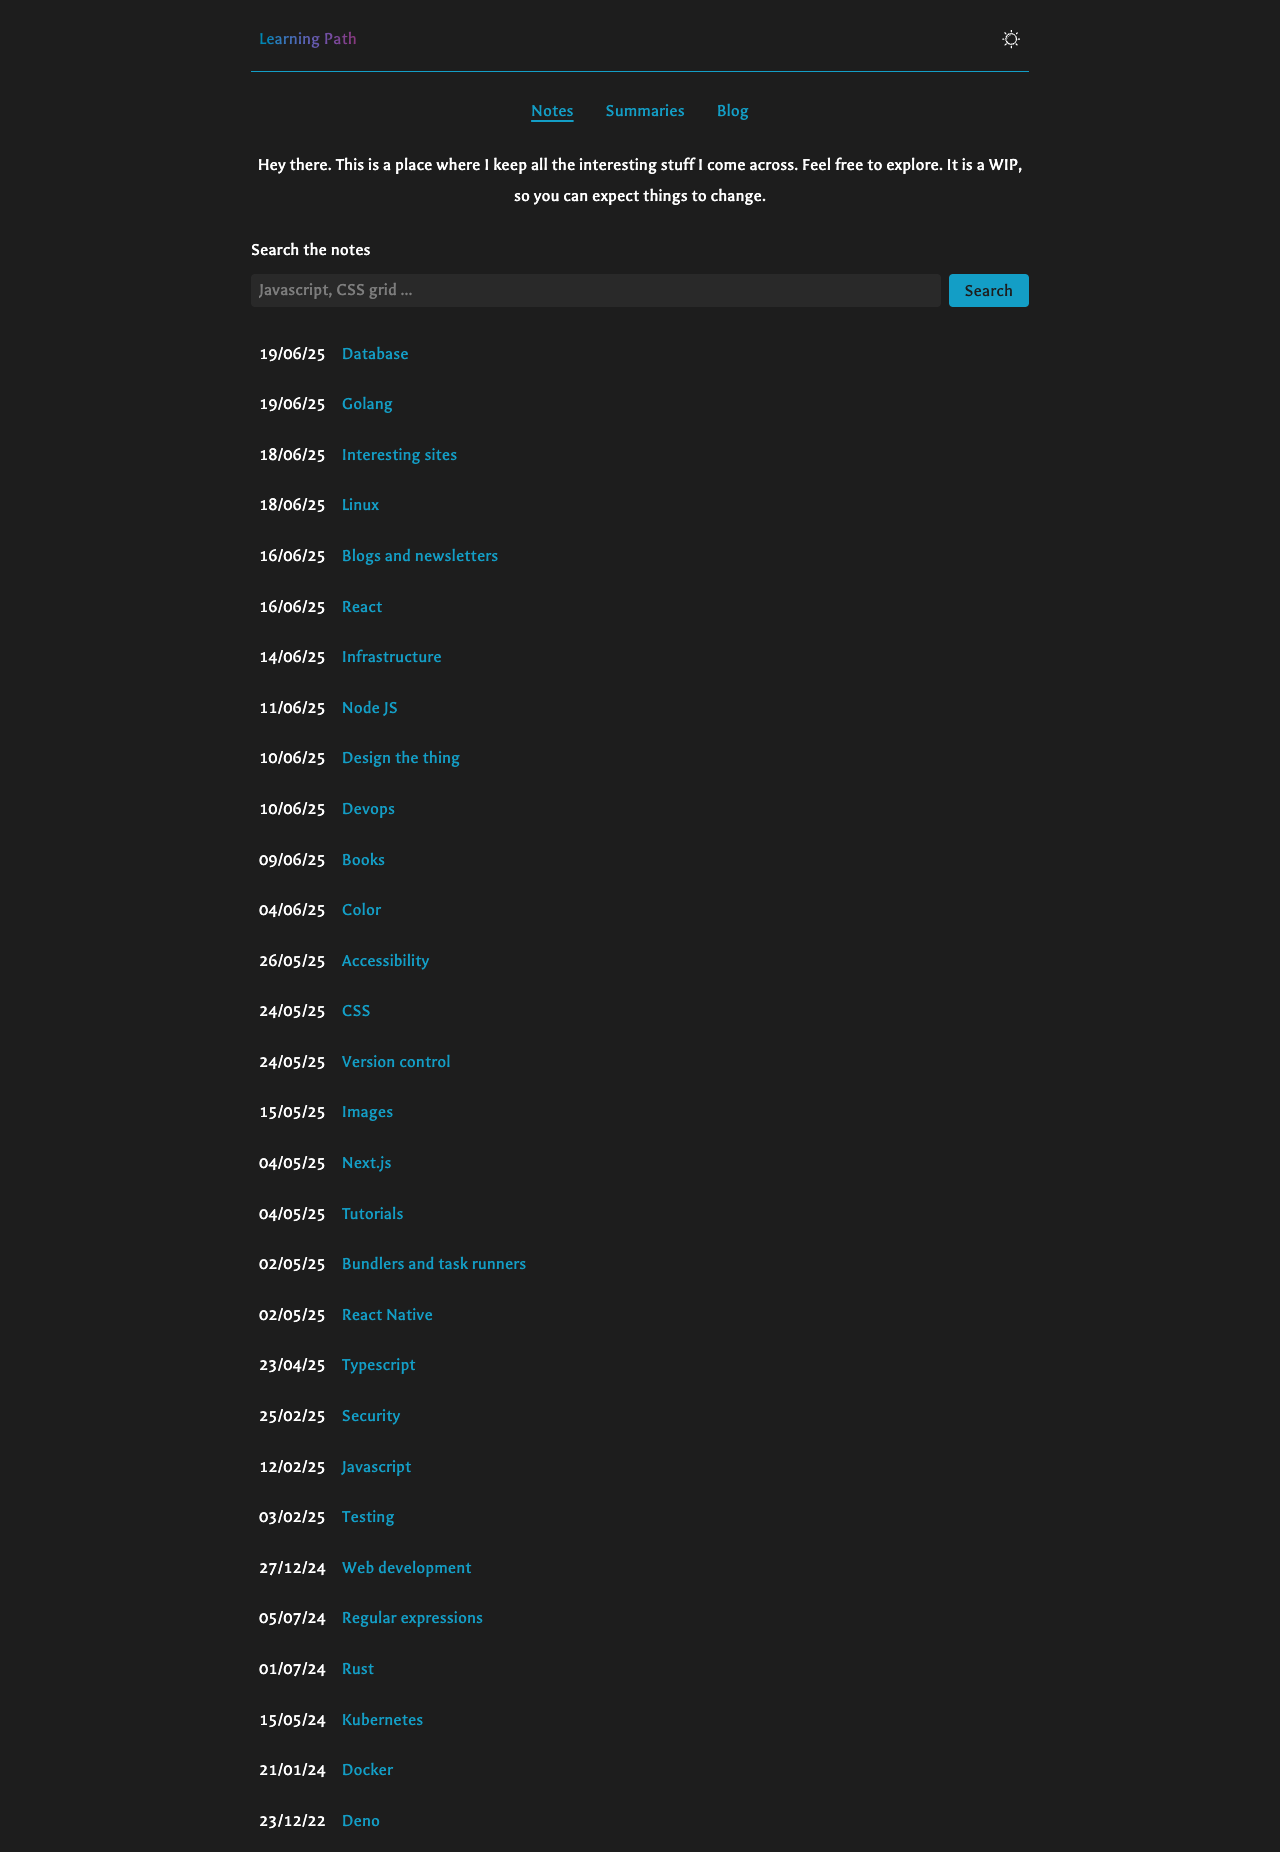 Learning Path
Notes Summaries Blog
Hey there. This is a place where I keep all the interesting stuff I come across. Feel free to explore. It is a WIP,
so you can expect things to change.
Search the notes
Javascript, CSS grid ... Search
19/06/25 Database
19/06/25 Golang
18/06/25 Interesting sites
18/06/25 Linux
16/06/25 Blogs and newsletters
16/06/25 React
14/06/25 Infrastructure
11/06/25 Node JS
10/06/25 Design the thing
10/06/25 Devops
09/06/25 Books
04/06/25 Color
26/05/25 Accessibility
24/05/25 CSS
24/05/25 Version control
15/05/25 Images
04/05/25 Next.js
04/05/25 Tutorials
02/05/25 Bundlers and task runners
02/05/25 React Native
23/04/25 Typescript
25/02/25 Security
12/02/25 Javascript
03/02/25 Testing
27/12/24 Web development
05/07/24 Regular expressions
01/07/24 Rust
15/05/24 Kubernetes
21/01/24 Docker
23/12/22 Deno